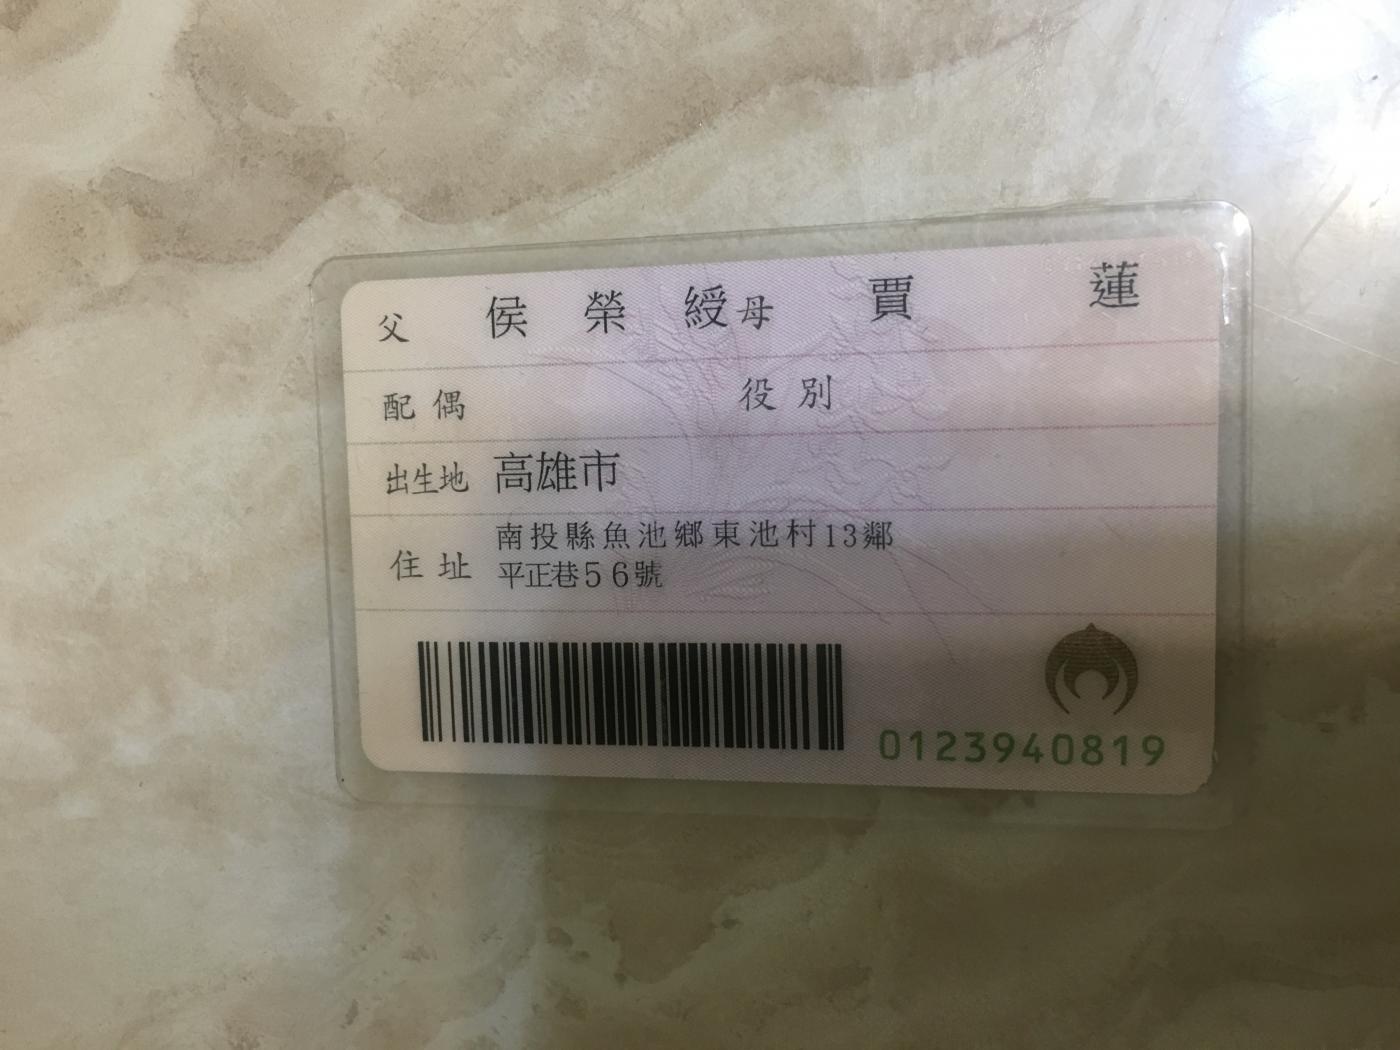 父 侯榮綬 母 賈蓮
配偶 役別
出生地 高雄市
住址 南投縣魚池鄉東池村13鄰
平正巷56號
0123940819